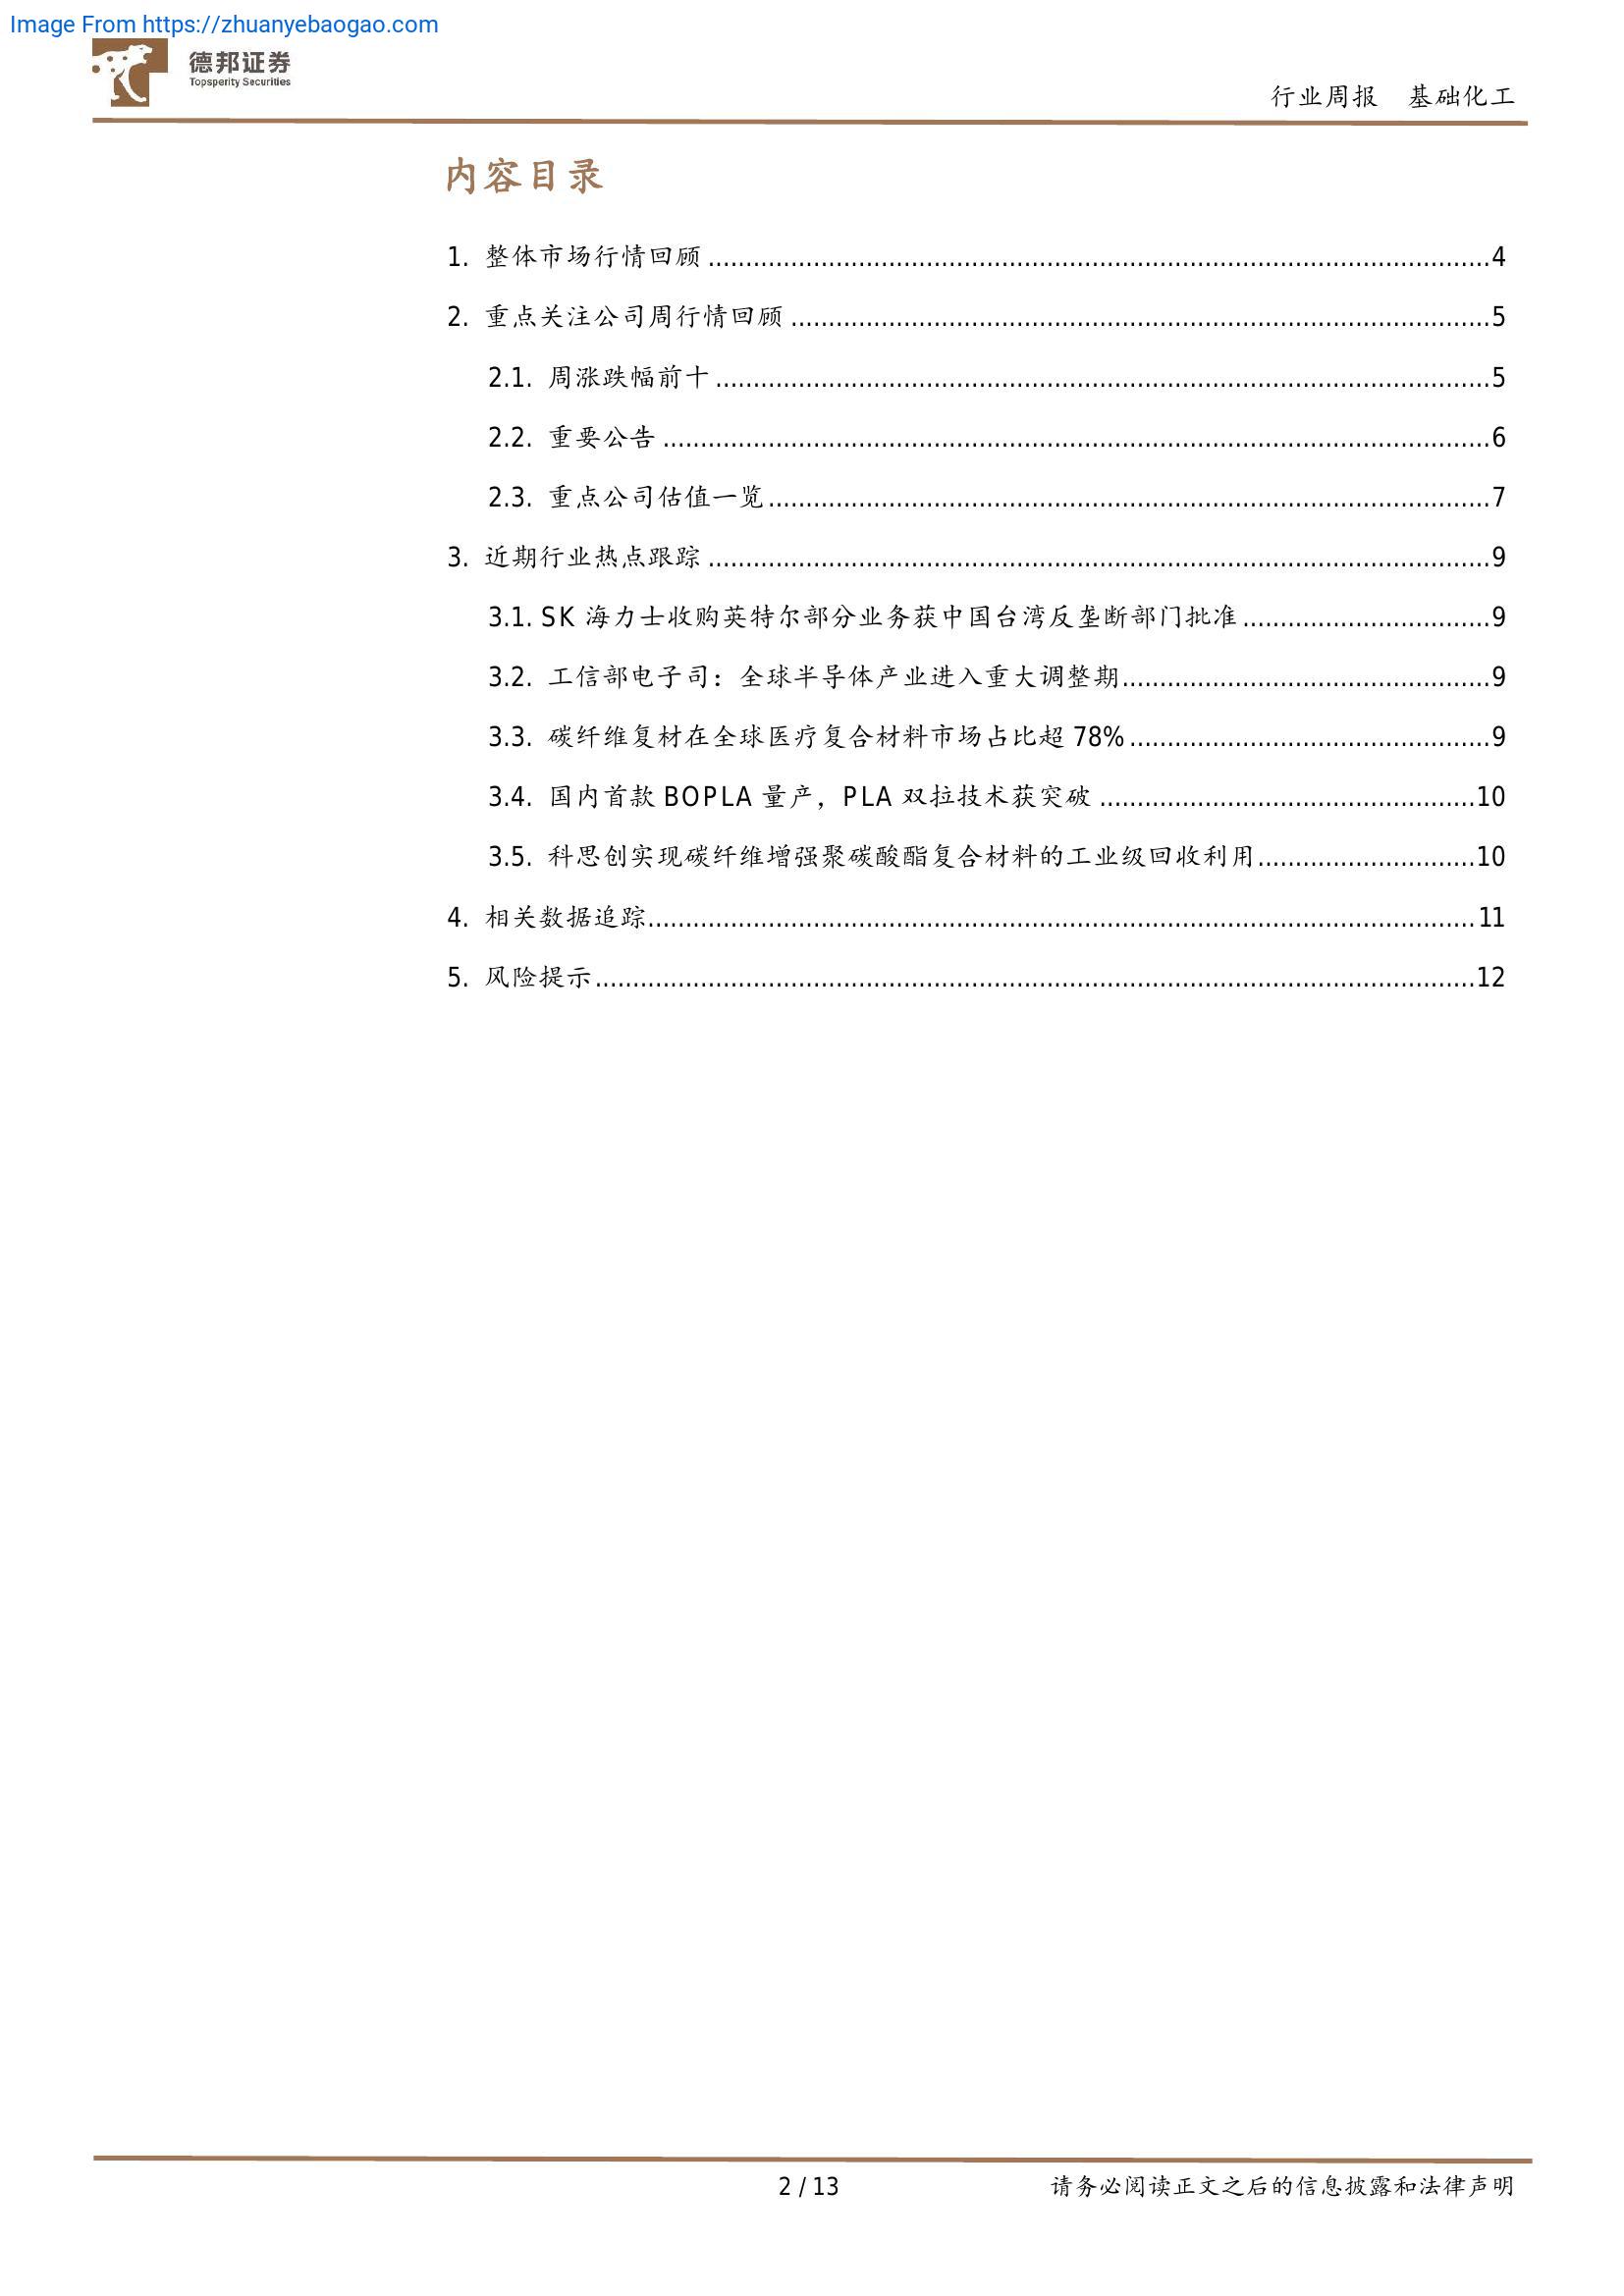 Image From https://zhuanyebaogao.com
德邦证券
Topsperity Securities
行业周报 基础化工
内容目录
1. 整体市场行情回顾 ........................................................................................................4
2. 重点关注公司周行情回顾 .............................................................................................5
2.1. 周涨跌幅前十 .......................................................................................................5
2.2. 重要公告 ..............................................................................................................6
2.3. 重点公司估值一览................................................................................................7
3. 近期行业热点跟踪 ........................................................................................................9
3.1. SK 海力士收购英特尔部分业务获中国台湾反垄断部门批准.................................9
3.2. 工信部电子司：全球半导体产业进入重大调整期.................................................9
3.3. 碳纤维复材在全球医疗复合材料市场占比超 78%................................................9
3.4. 国内首款 BOPLA 量产，PLA 双拉技术获突破 ..................................................10
3.5. 科思创实现碳纤维增强聚碳酸酯复合材料的工业级回收利用.............................10
4. 相关数据追踪..............................................................................................................11
5. 风险提示.....................................................................................................................12
2 / 13
请务必阅读正文之后的信息披露和法律声明